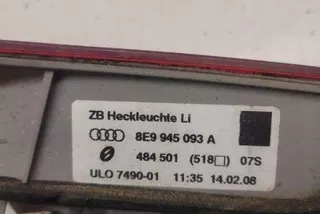 ZB Heckleuchte Li
8E9 945 093 A
484 501 (518□) 07S
ULO 7490-01 11:35 14.02.08